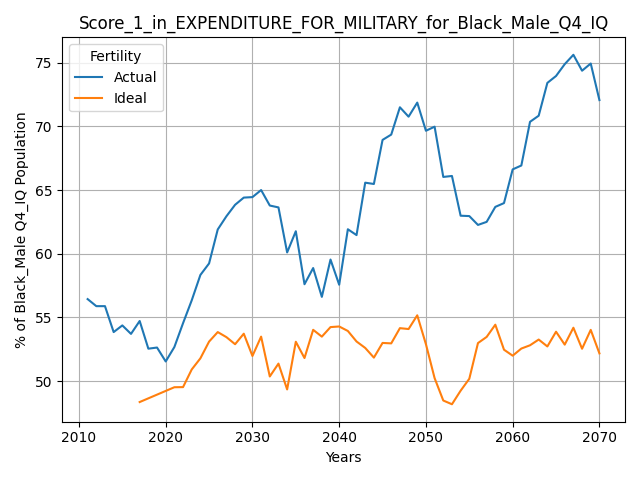 Score_1_in_EXPENDITURE_FOR_MILITARY_for_Black_Male_Q4_IQ
Fertility
Actual
Ideal
% of Black_Male Q4_IQ Population
75
70
65
60
55
50
2010 2020 2030 2040 2050 2060 2070
Years